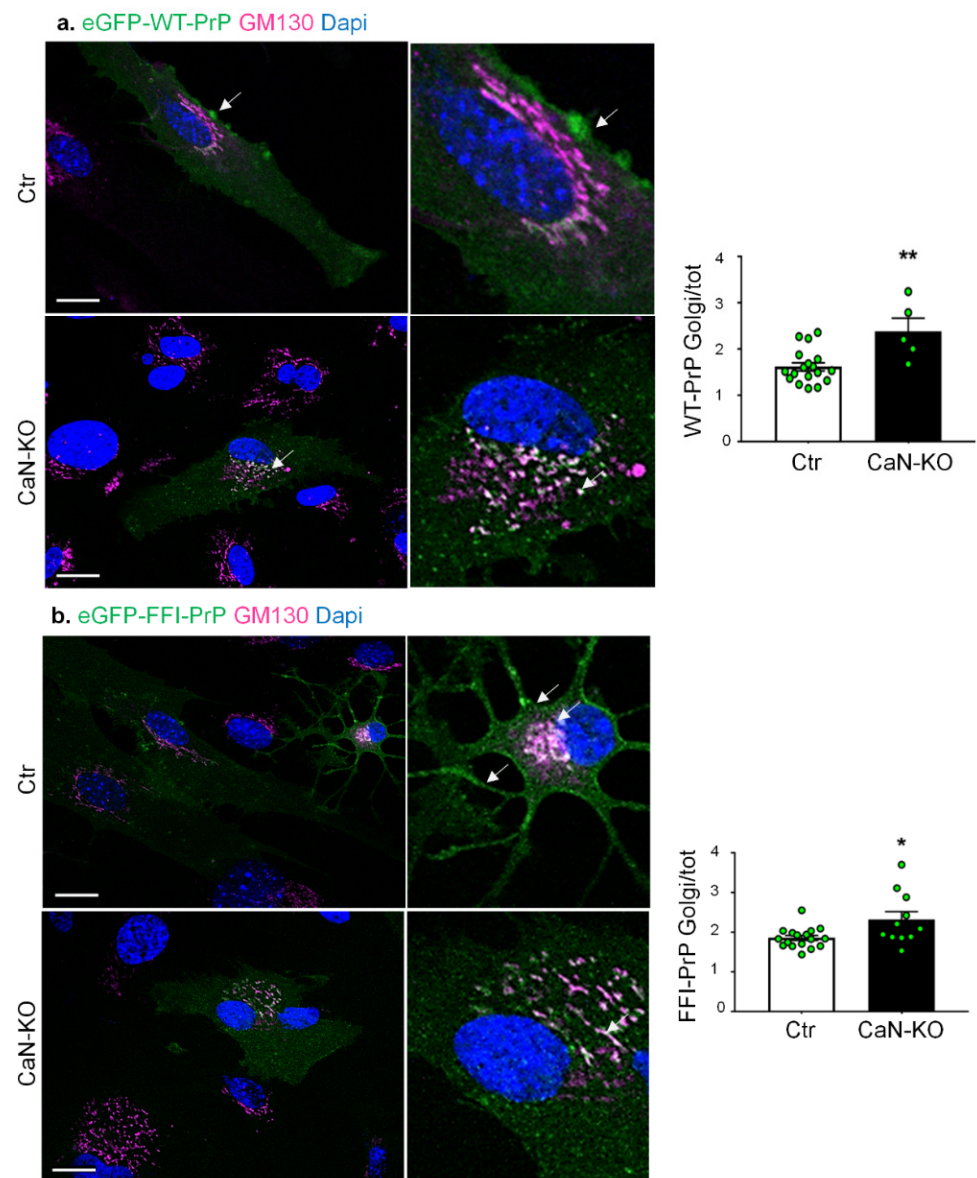 a. eGFP-WT-PrP GM130 Dapi
Ctr
CaN-KO
WT-PrP Golgi/tot
4
3
2
1
0
**
Ctr CaN-KO
b. eGFP-FFI-PrP GM130 Dapi
Ctr
CaN-KO
FFI-PrP Golgi/tot
4
3
2
1
0
*
Ctr CaN-KO